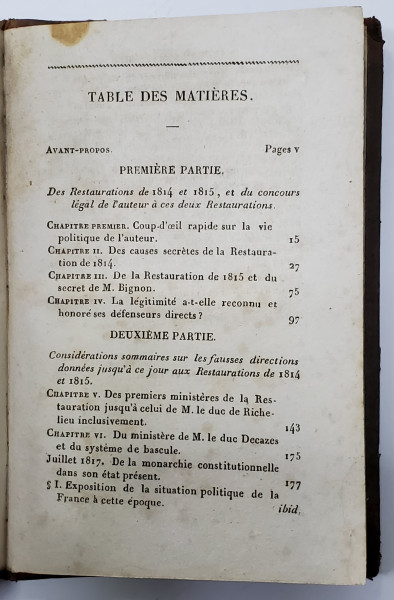 TABLE DES MATIÈRES.
AVANT-PROPOS. Pages v
PREMIÈRE PARTIE.
Des Restaurations de 1814 et 1815, et du concours
légal de l'auteur à ces deux Restaurations.
CHAPITRE PREMIER. Coup-d'œil rapide sur la vie
politique de l'auteur. 15
CHAPITRE II. Des causes secrètes de la Restaura-
tion de 1814. 27
CHAPITRE III. De la Restauration de 1815 et du
secret de M. Bignon. 75
CHAPITRE IV. La légitimité a-t-elle reconnu et
honoré ses défenseurs directs? 97
DEUXIÈME PARTIE.
Considérations sommaires sur les fausses directions
données jusqu'à ce jour aux Restaurations de 1814
et 1815.
CHAPITRE V. Des premiers ministères de la Res-
tauration jusqu'à celui de M. le duc de Riche-
lieu inclusivement. 143
CHAPITRE VI. Du ministère de M. le duc Decazes
et du système de bascule. 175
Juillet 1817. De la monarchie constitutionnelle
dans son état présent. 177
§ I. Exposition de la situation politique de la
France à cette époque. ibid.